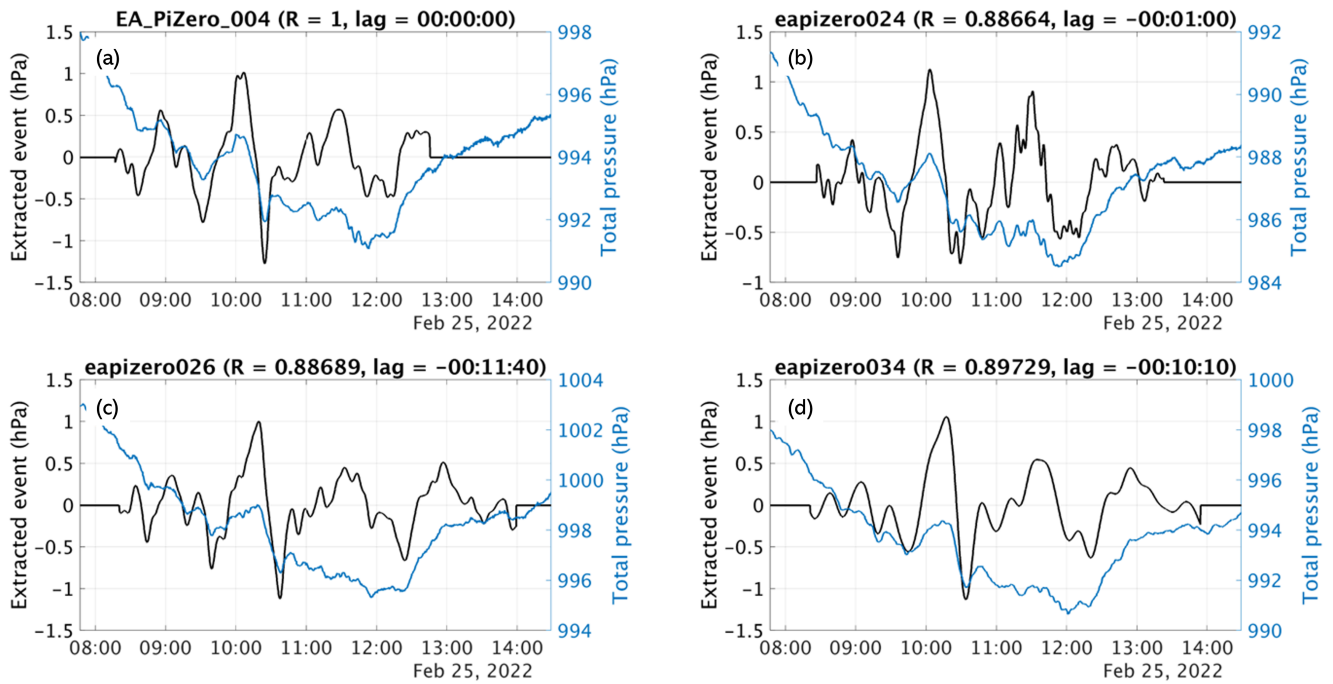 EA_PiZero_004 (R = 1, lag = 00:00:00)
(a)
Extracted event (hPa)
1.5
1
0.5
0
−0.5
−1
−1.5
998
996
994
992
990
Total pressure (hPa)
08:00 09:00 10:00 11:00 12:00 13:00 14:00
Feb 25, 2022
eapizero024 (R = 0.88664, lag = −00:01:00)
(b)
Extracted event (hPa)
1.5
1
0.5
0
−0.5
−1
992
990
988
986
984
Total pressure (hPa)
08:00 09:00 10:00 11:00 12:00 13:00 14:00
Feb 25, 2022
eapizero026 (R = 0.88689, lag = −00:11:40)
(c)
Extracted event (hPa)
1.5
1
0.5
0
−0.5
−1
−1.5
1004
1002
1000
998
996
994
Total pressure (hPa)
08:00 09:00 10:00 11:00 12:00 13:00 14:00
Feb 25, 2022
eapizero034 (R = 0.89729, lag = −00:10:10)
(d)
Extracted event (hPa)
1.5
1
0.5
0
−0.5
−1
−1.5
1000
998
996
994
992
990
Total pressure (hPa)
08:00 09:00 10:00 11:00 12:00 13:00 14:00
Feb 25, 2022